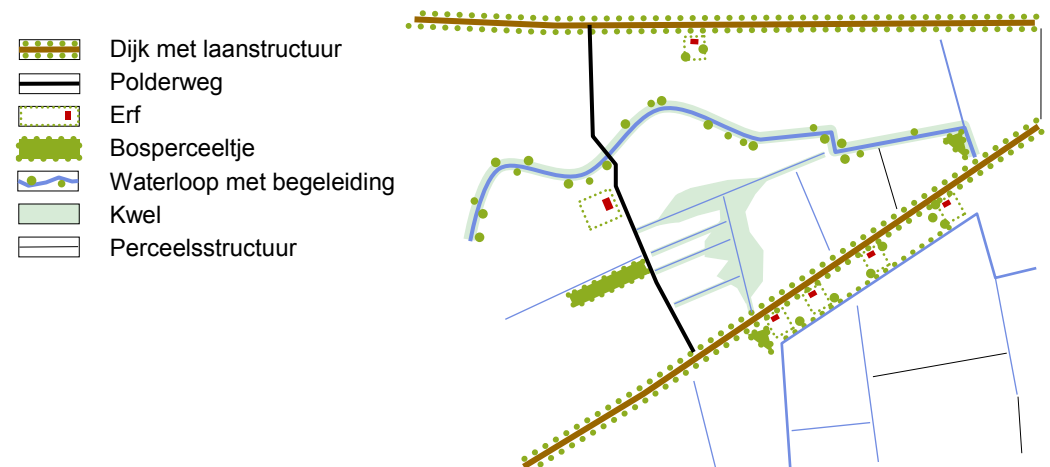 Dijk met laanstructuur
Polderweg
Erf
Bosperceeltje
Waterloop met begeleiding
Kwel
Perceelsstructuur